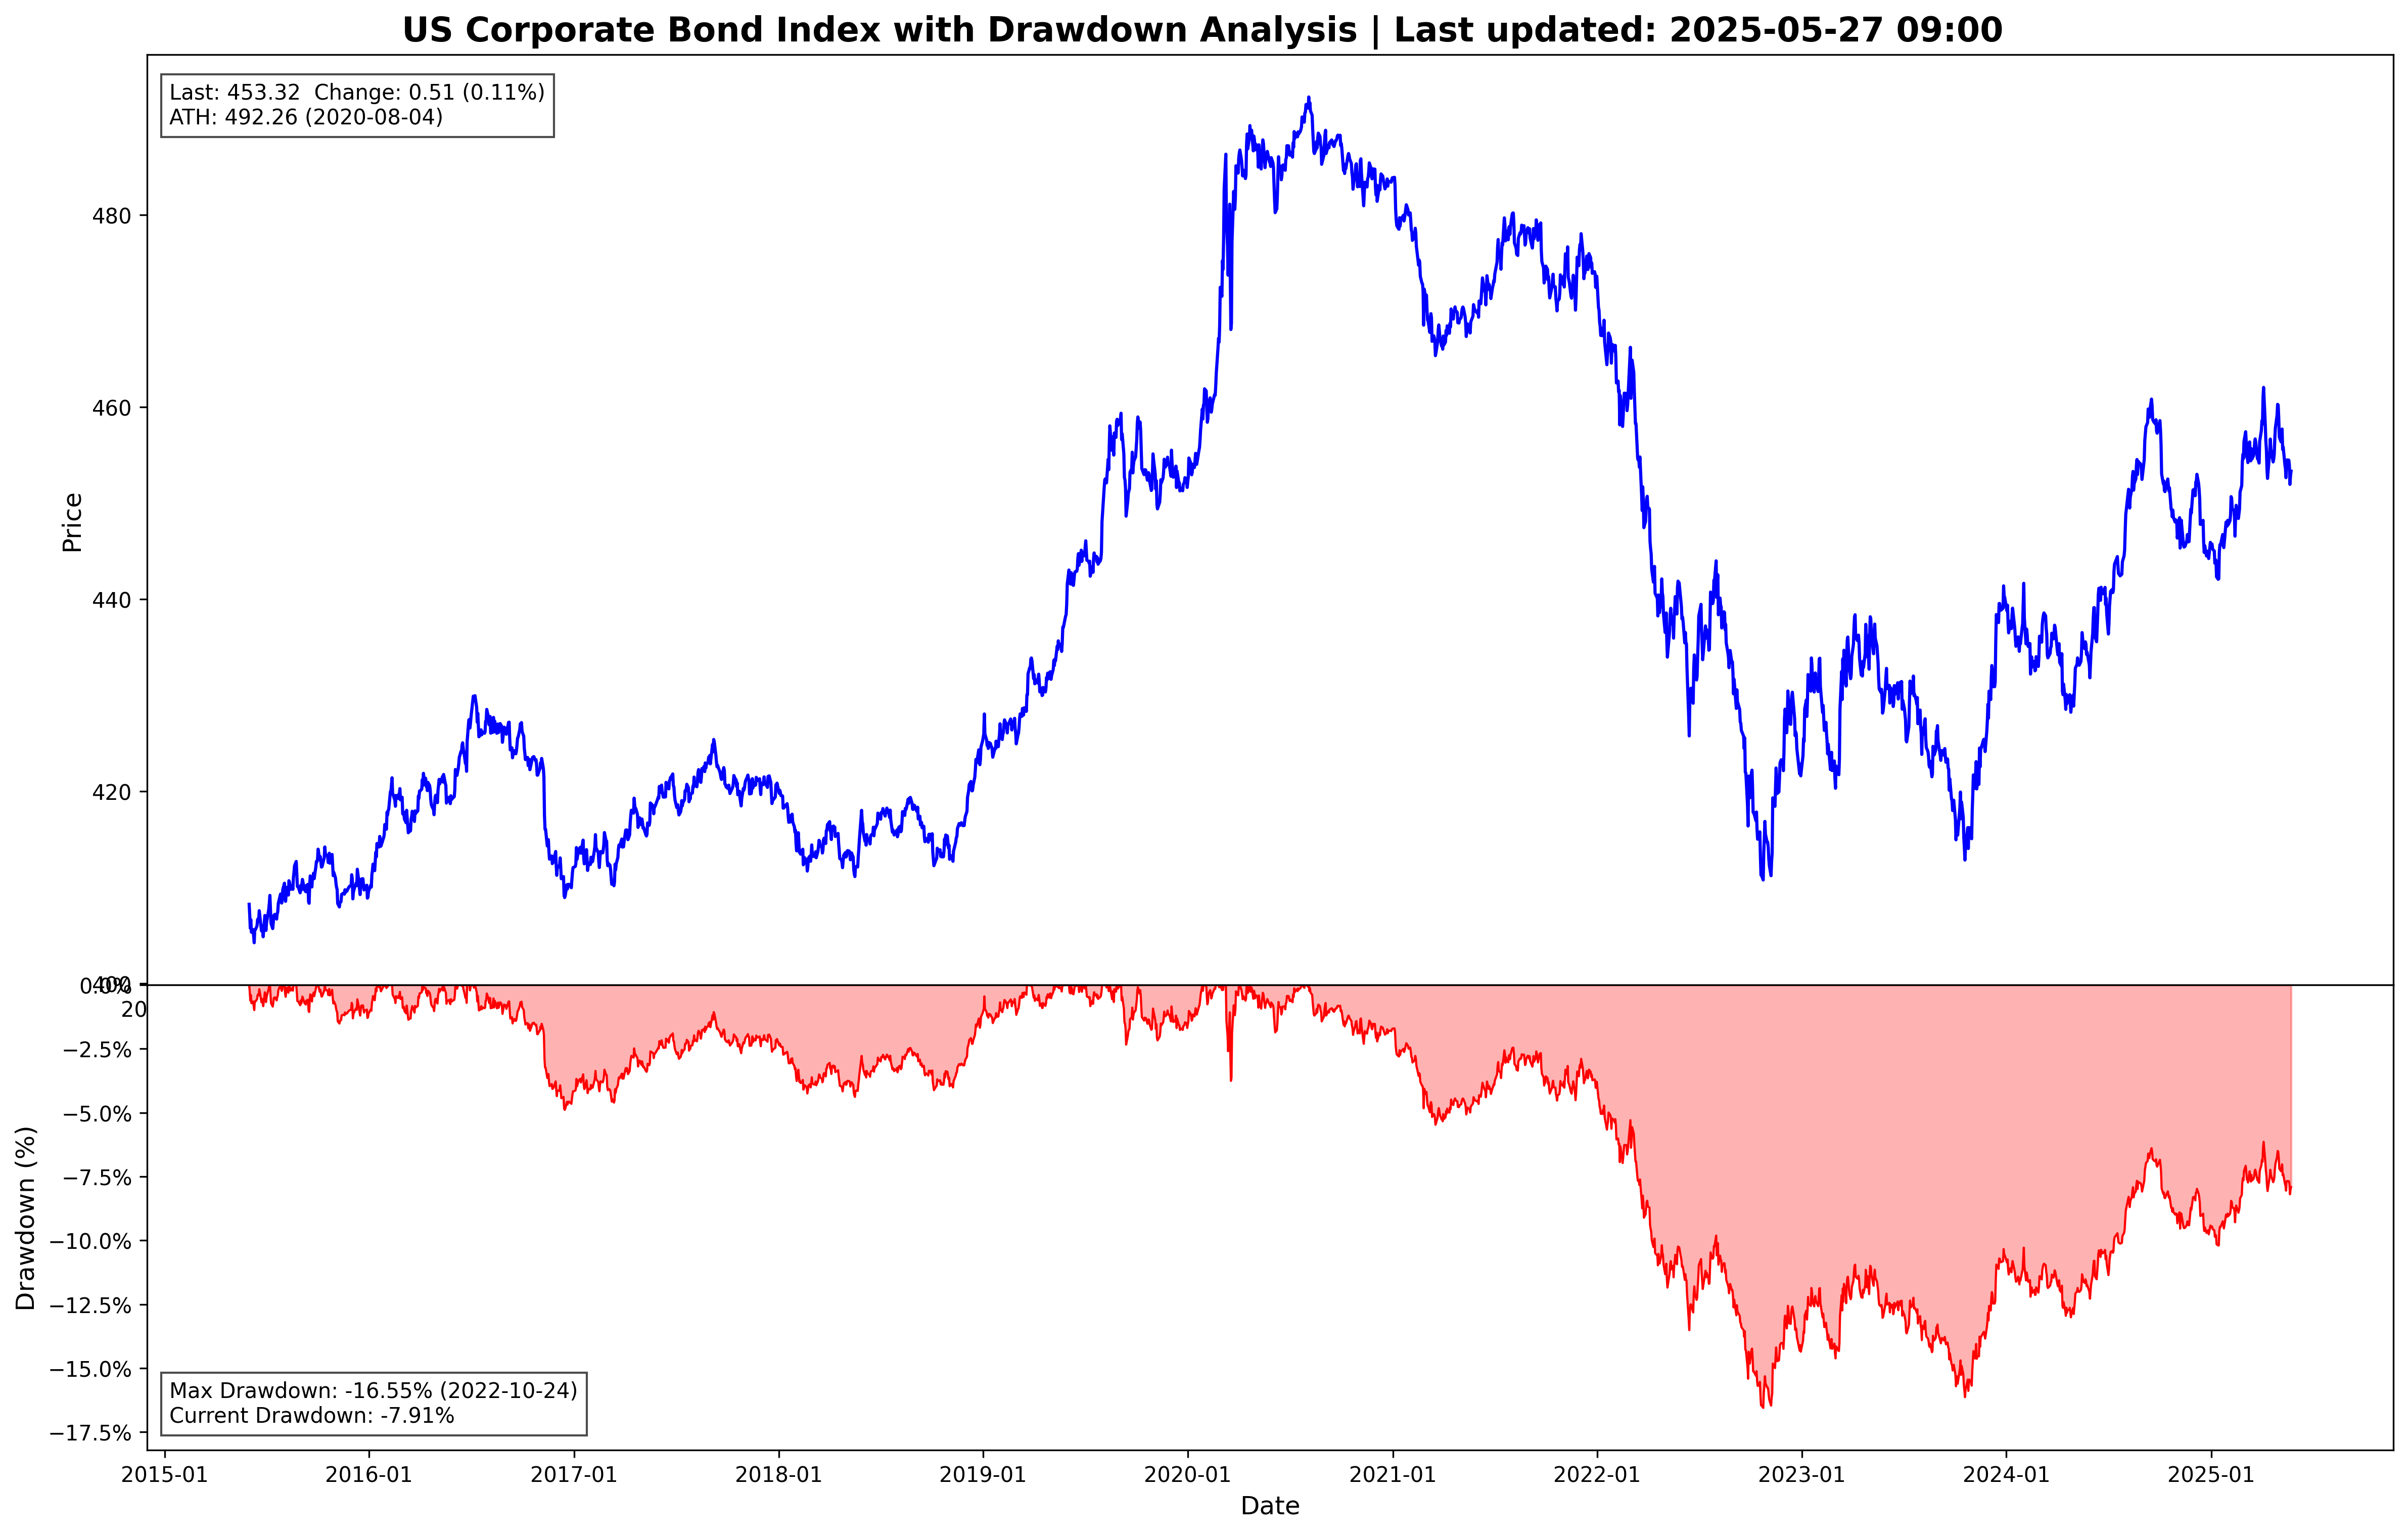 US Corporate Bond Index with Drawdown Analysis | Last updated: 2025-05-27 09:00
Last: 453.32  Change: 0.51 (0.11%)
ATH: 492.26 (2020-08-04)
480
460
440
420
400
Price
0.0%
20
−2.5%
−5.0%
−7.5%
−10.0%
−12.5%
−15.0%
−17.5%
Drawdown (%)
Max Drawdown: -16.55% (2022-10-24)
Current Drawdown: -7.91%
2015-01 2016-01 2017-01 2018-01 2019-01 2020-01 2021-01 2022-01 2023-01 2024-01 2025-01
Date